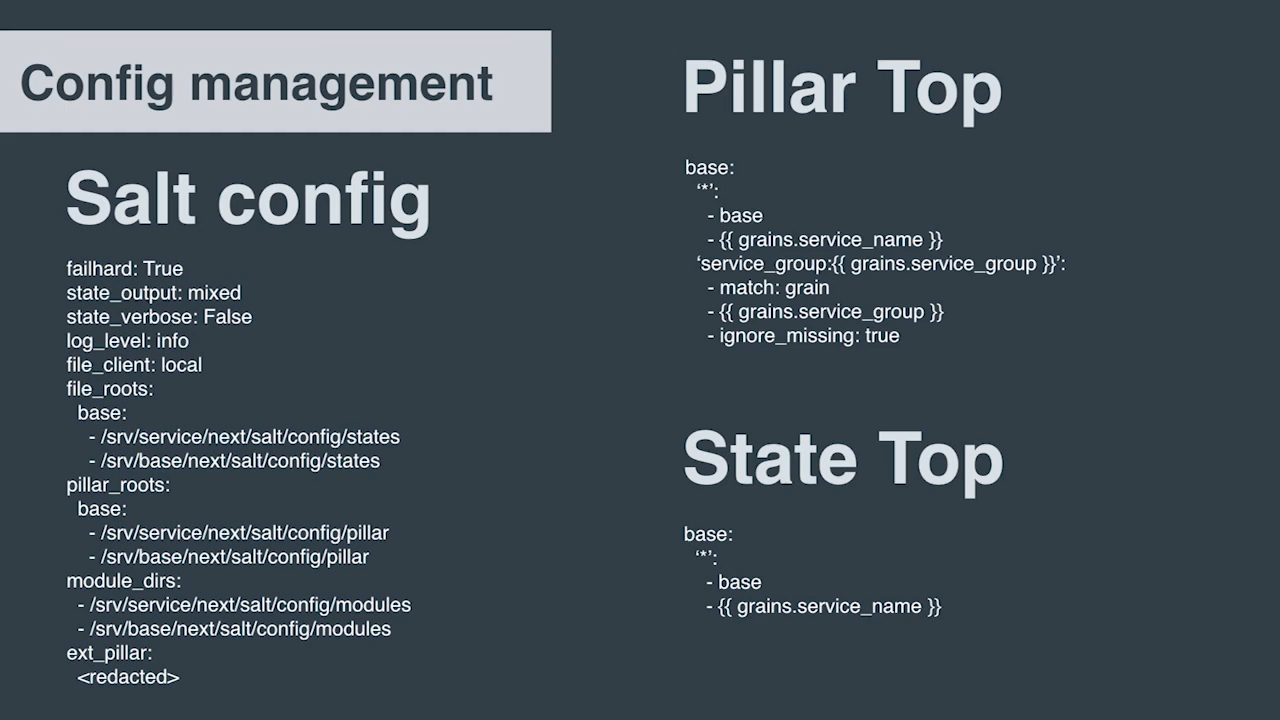 Config management
Salt config
failhard: True
state_output: mixed
state_verbose: False
log_level: info
file_client: local
file_roots:
  base:
    - /srv/service/next/salt/config/states
    - /srv/base/next/salt/config/states
pillar_roots:
  base:
    - /srv/service/next/salt/config/pillar
    - /srv/base/next/salt/config/pillar
module_dirs:
  - /srv/service/next/salt/config/modules
  - /srv/base/next/salt/config/modules
ext_pillar:
  <redacted>
Pillar Top
base:
  ‘*’:
    - base
    - {{ grains.service_name }}
  ‘service_group:{{ grains.service_group }}’:
    - match: grain
    - {{ grains.service_group }}
    - ignore_missing: true
State Top
base:
  ‘*’:
    - base
    - {{ grains.service_name }}